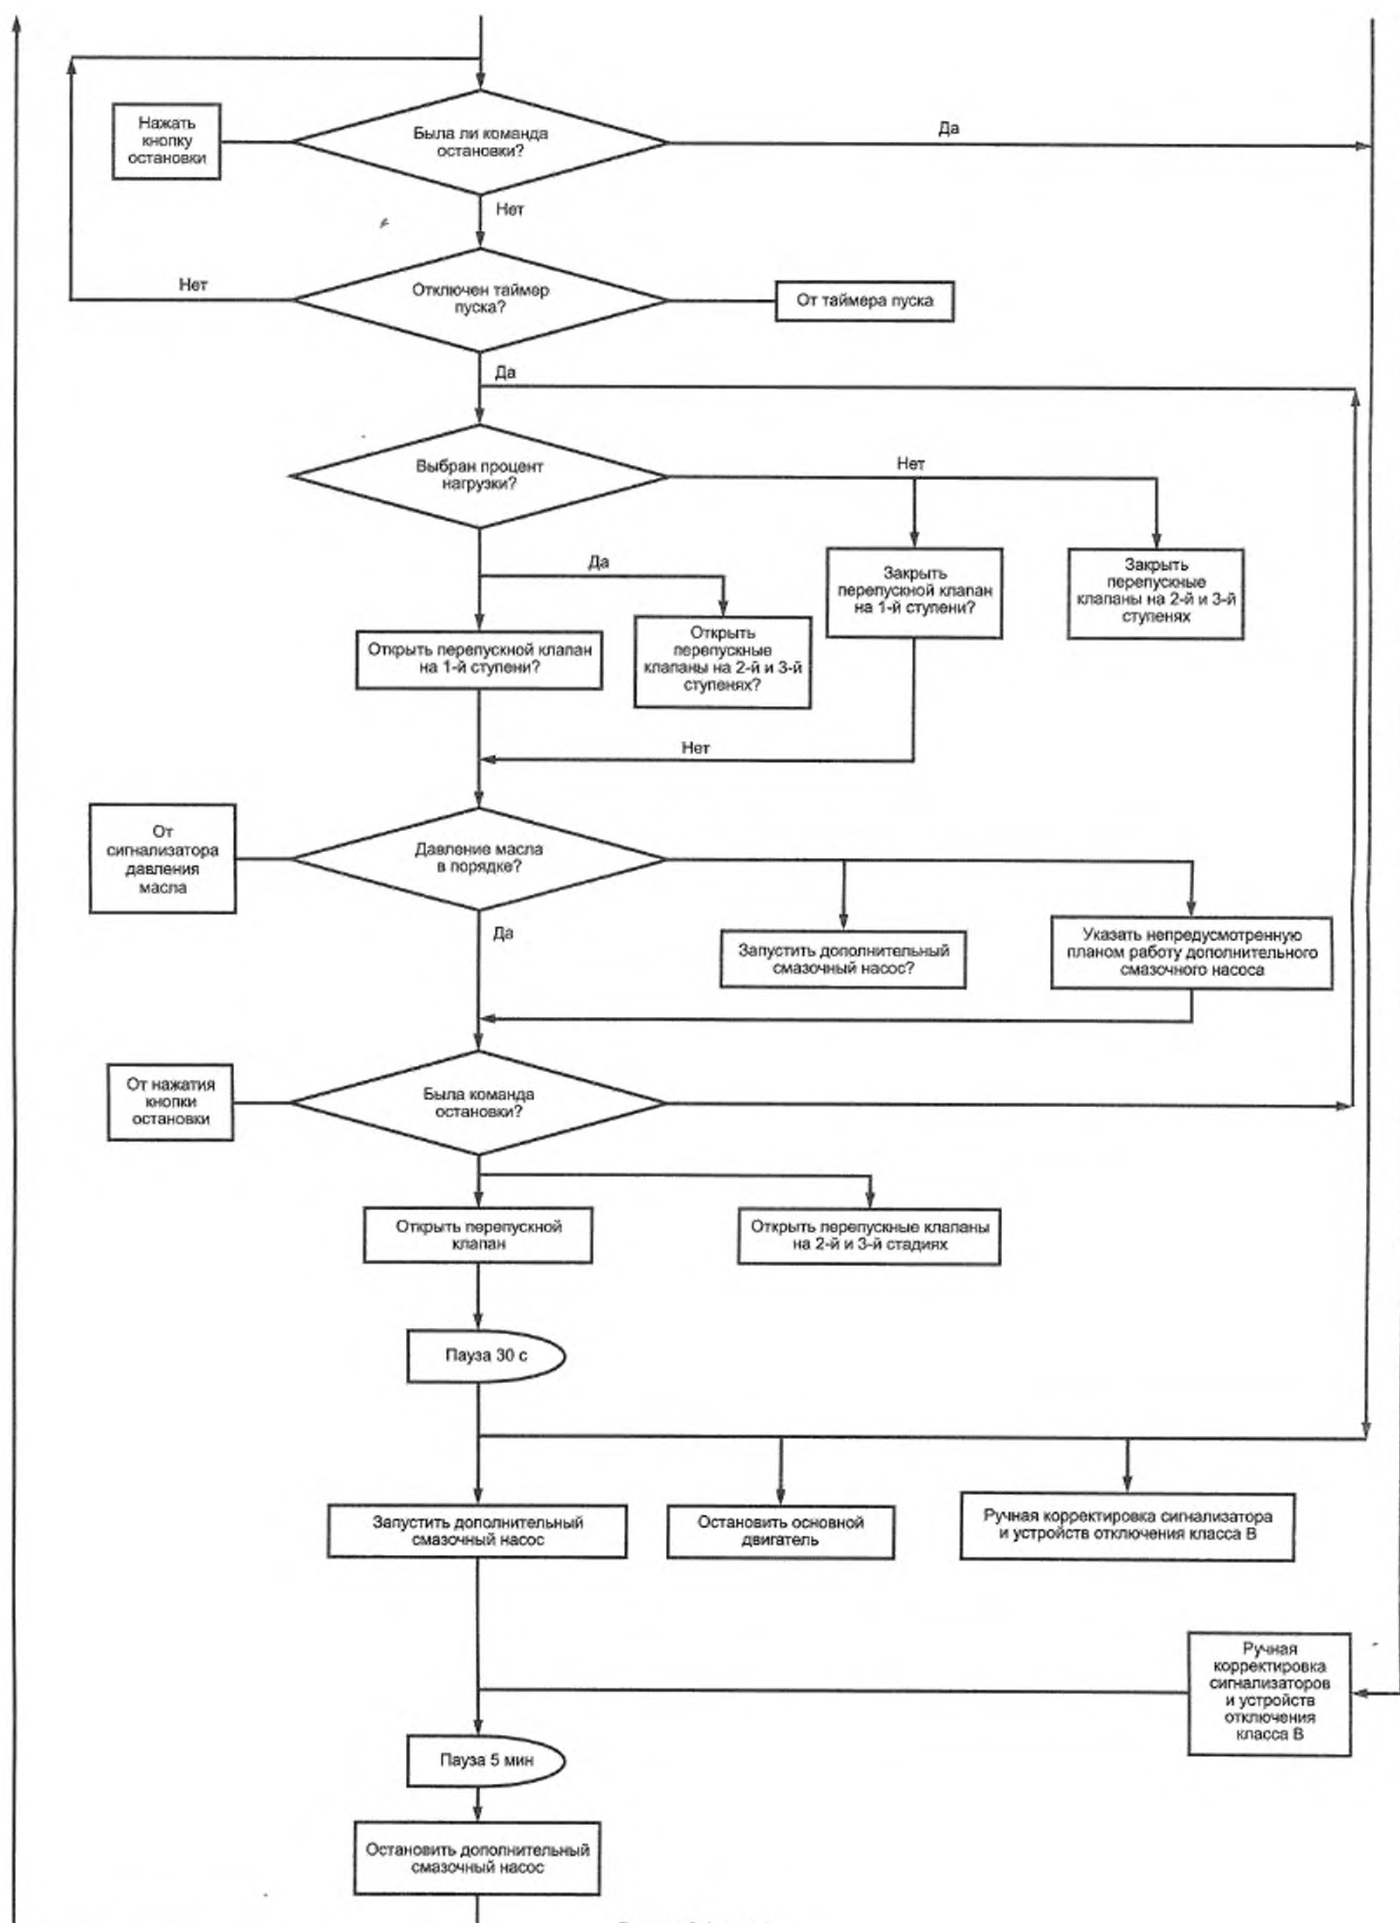 Нажать
кнопку
остановки
Была ли команда
остановки?
Да
Нет
Нет
Отключен таймер
пуска?
От таймера пуска
Да
Выбран процент
нагрузки?
Нет
Да
Закрыть
перепускной клапан
на 1-й ступени?
Закрыть
перепускные
клапаны на 2-й и 3-й
ступенях
Открыть перепускной клапан
на 1-й ступени?
Открыть
перепускные
клапаны на 2-й и 3-й
ступенях?
Нет
От
сигнализатора
давления
масла
Давление масла
в порядке?
Да
Запустить дополнительный
смазочный насос?
Указать непредусмотренную
планом работу дополнительного
смазочного насоса
От нажатия
кнопки
остановки
Была команда
остановки?
Открыть перепускной
клапан
Открыть перепускные клапаны
на 2-й и 3-й стадиях
Пауза 30 с
Запустить дополнительный
смазочный насос
Остановить основной
двигатель
Ручная корректировка сигнализатора
и устройств отключения класса В
Ручная
корректировка
сигнализаторов
и устройств
отключения
класса В
Пауза 5 мин
Остановить дополнительный
смазочный насос